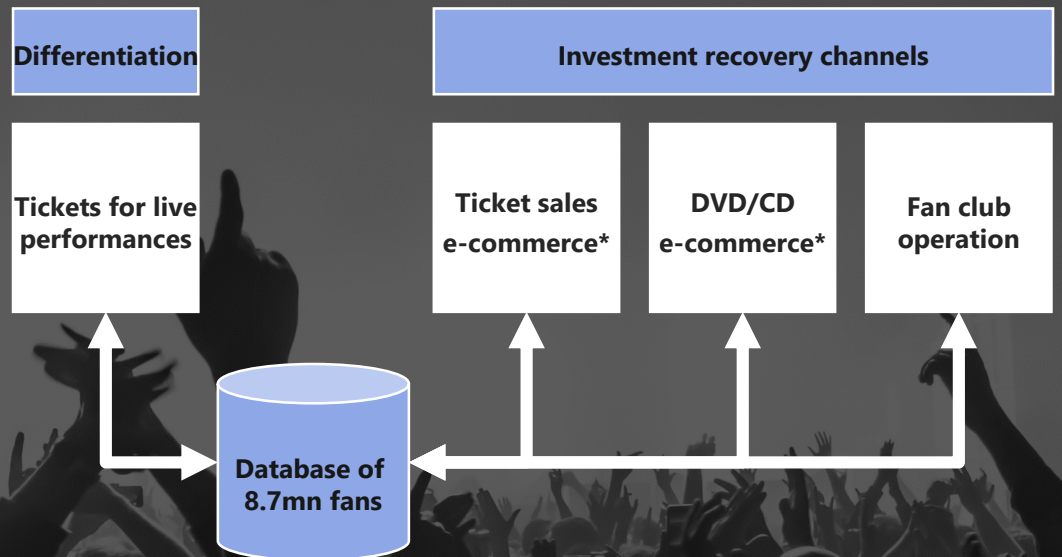 Differentiation
Investment recovery channels
Tickets for live
performances
Ticket sales
e-commerce*
DVD/CD
e-commerce*
Fan club
operation
Database of
8.7mn fans